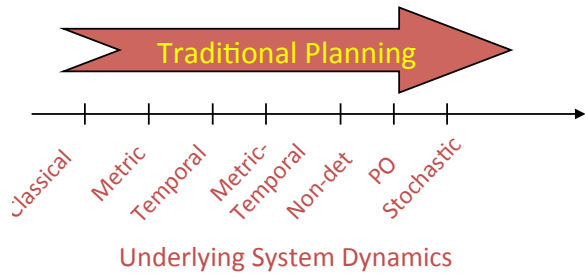 Traditional Planning
Classical
Metric
Temporal
Metric-
Temporal
Non-det
PO
Stochastic
Underlying System Dynamics